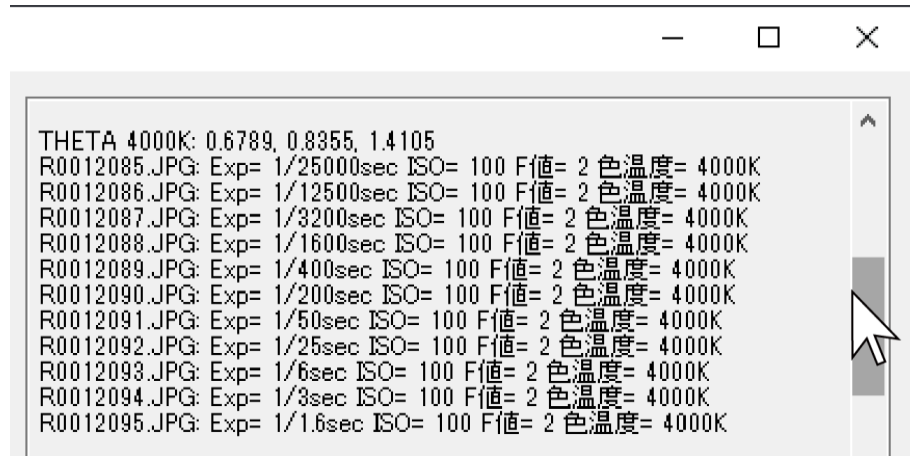 THETA 4000K: 0.6789, 0.8355, 1.4105
R0012085.JPG: Exp= 1/25000sec ISO= 100 F値= 2 色温度= 4000K
R0012086.JPG: Exp= 1/12500sec ISO= 100 F値= 2 色温度= 4000K
R0012087.JPG: Exp= 1/3200sec ISO= 100 F値= 2 色温度= 4000K
R0012088.JPG: Exp= 1/1600sec ISO= 100 F値= 2 色温度= 4000K
R0012089.JPG: Exp= 1/400sec ISO= 100 F値= 2 色温度= 4000K
R0012090.JPG: Exp= 1/200sec ISO= 100 F値= 2 色温度= 4000K
R0012091.JPG: Exp= 1/50sec ISO= 100 F値= 2 色温度= 4000K
R0012092.JPG: Exp= 1/25sec ISO= 100 F値= 2 色温度= 4000K
R0012093.JPG: Exp= 1/6sec ISO= 100 F値= 2 色温度= 4000K
R0012094.JPG: Exp= 1/3sec ISO= 100 F値= 2 色温度= 4000K
R0012095.JPG: Exp= 1/1.6sec ISO= 100 F値= 2 色温度= 4000K